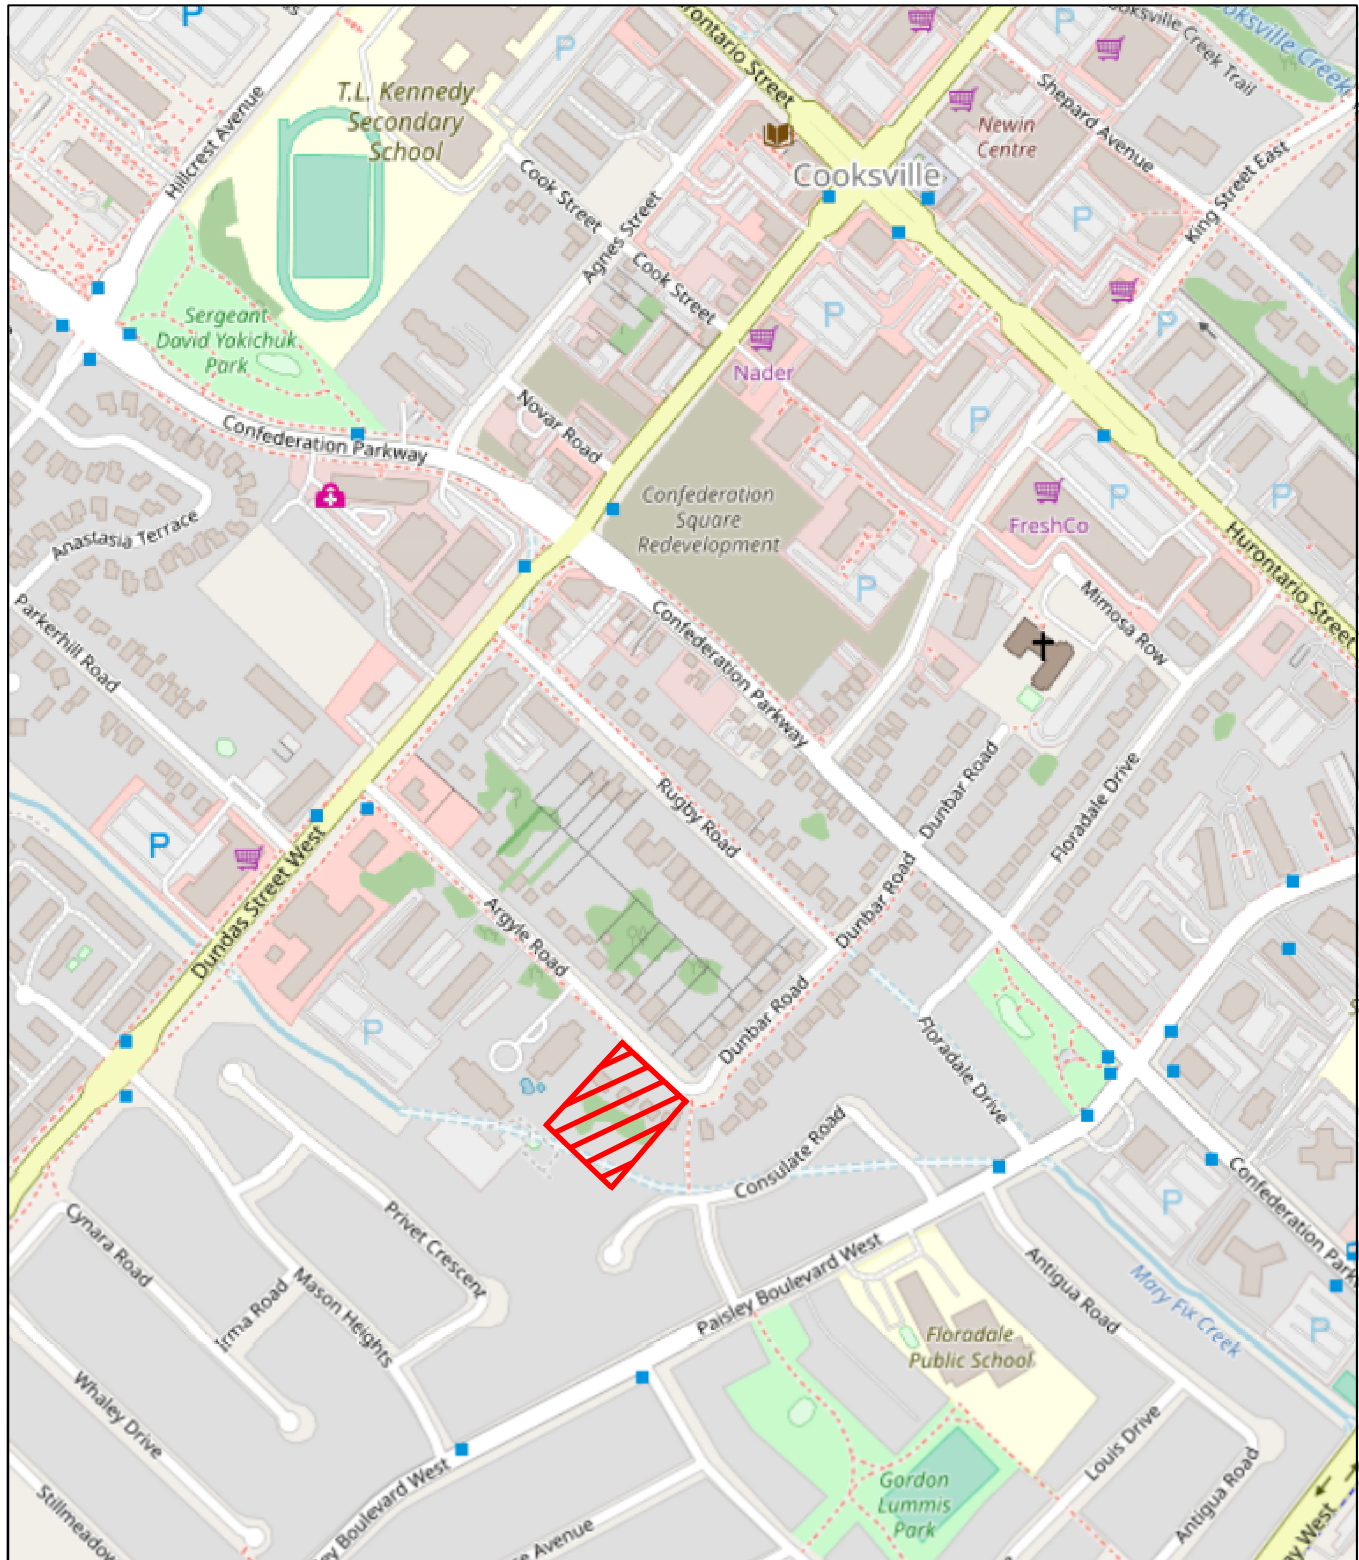 P
Hurontario Street
Cooksville Creek Trail
Cooksville Creek
P
P
T.L. Kennedy
Secondary
School
Hillcrest Avenue
Shepard Avenue
Newin
Centre
Cooksville
Cook Street
Agnes Street
King Street East
P
Cook Street
Sergeant
David Yakichuk
Park
P
P
Nader
Novar Road
P
Confederation Parkway
Confederation
Square
Redevelopment
P
P
FreshCo
Anastasia Terrace
Hurontario Street
P
Mimosa Row
Parkerhill Road
Confederation Parkway
Dunbar Road
Floradale Drive
Rugby Road
P
Dundas Street West
Dunbar Road
Argyle Road
Dunbar Road
P
Floradale Drive
Consulate Road
Confederation Park
P
Privet Crescent
Cynara Road
Mason Heights
Irma Road
Paisley Boulevard West
Antigua Road
Mary Fix Creek
Floradale
Public School
P
Whaley Drive
Louis Drive
Antigua Road
Gordon
Lummis
Park
Stillmeadow
ey Boulevard West
e Avenue
y West